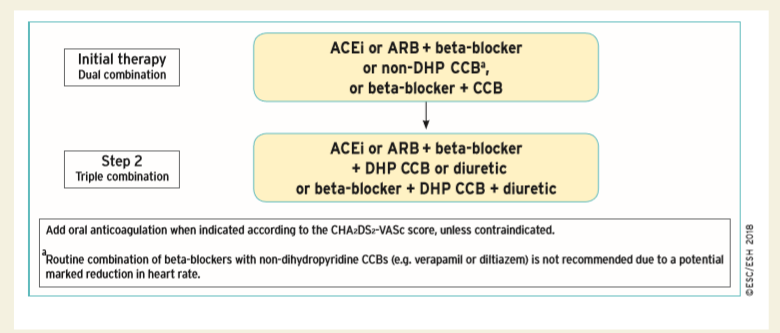 Initial therapy
Dual combination
ACEi or ARB + beta-blocker
or non-DHP CCBᵃ,
or beta-blocker + CCB
Step 2
Triple combination
ACEi or ARB + beta-blocker
+ DHP CCB or diuretic
or beta-blocker + DHP CCB + diuretic
Add oral anticoagulation when indicated according to the CHA₂DS₂-VASc score, unless contraindicated.
ᵃRoutine combination of beta-blockers with non-dihydropyridine CCBs (e.g. verapamil or diltiazem) is not recommended due to a potential
marked reduction in heart rate.
©ESC/ESH 2018